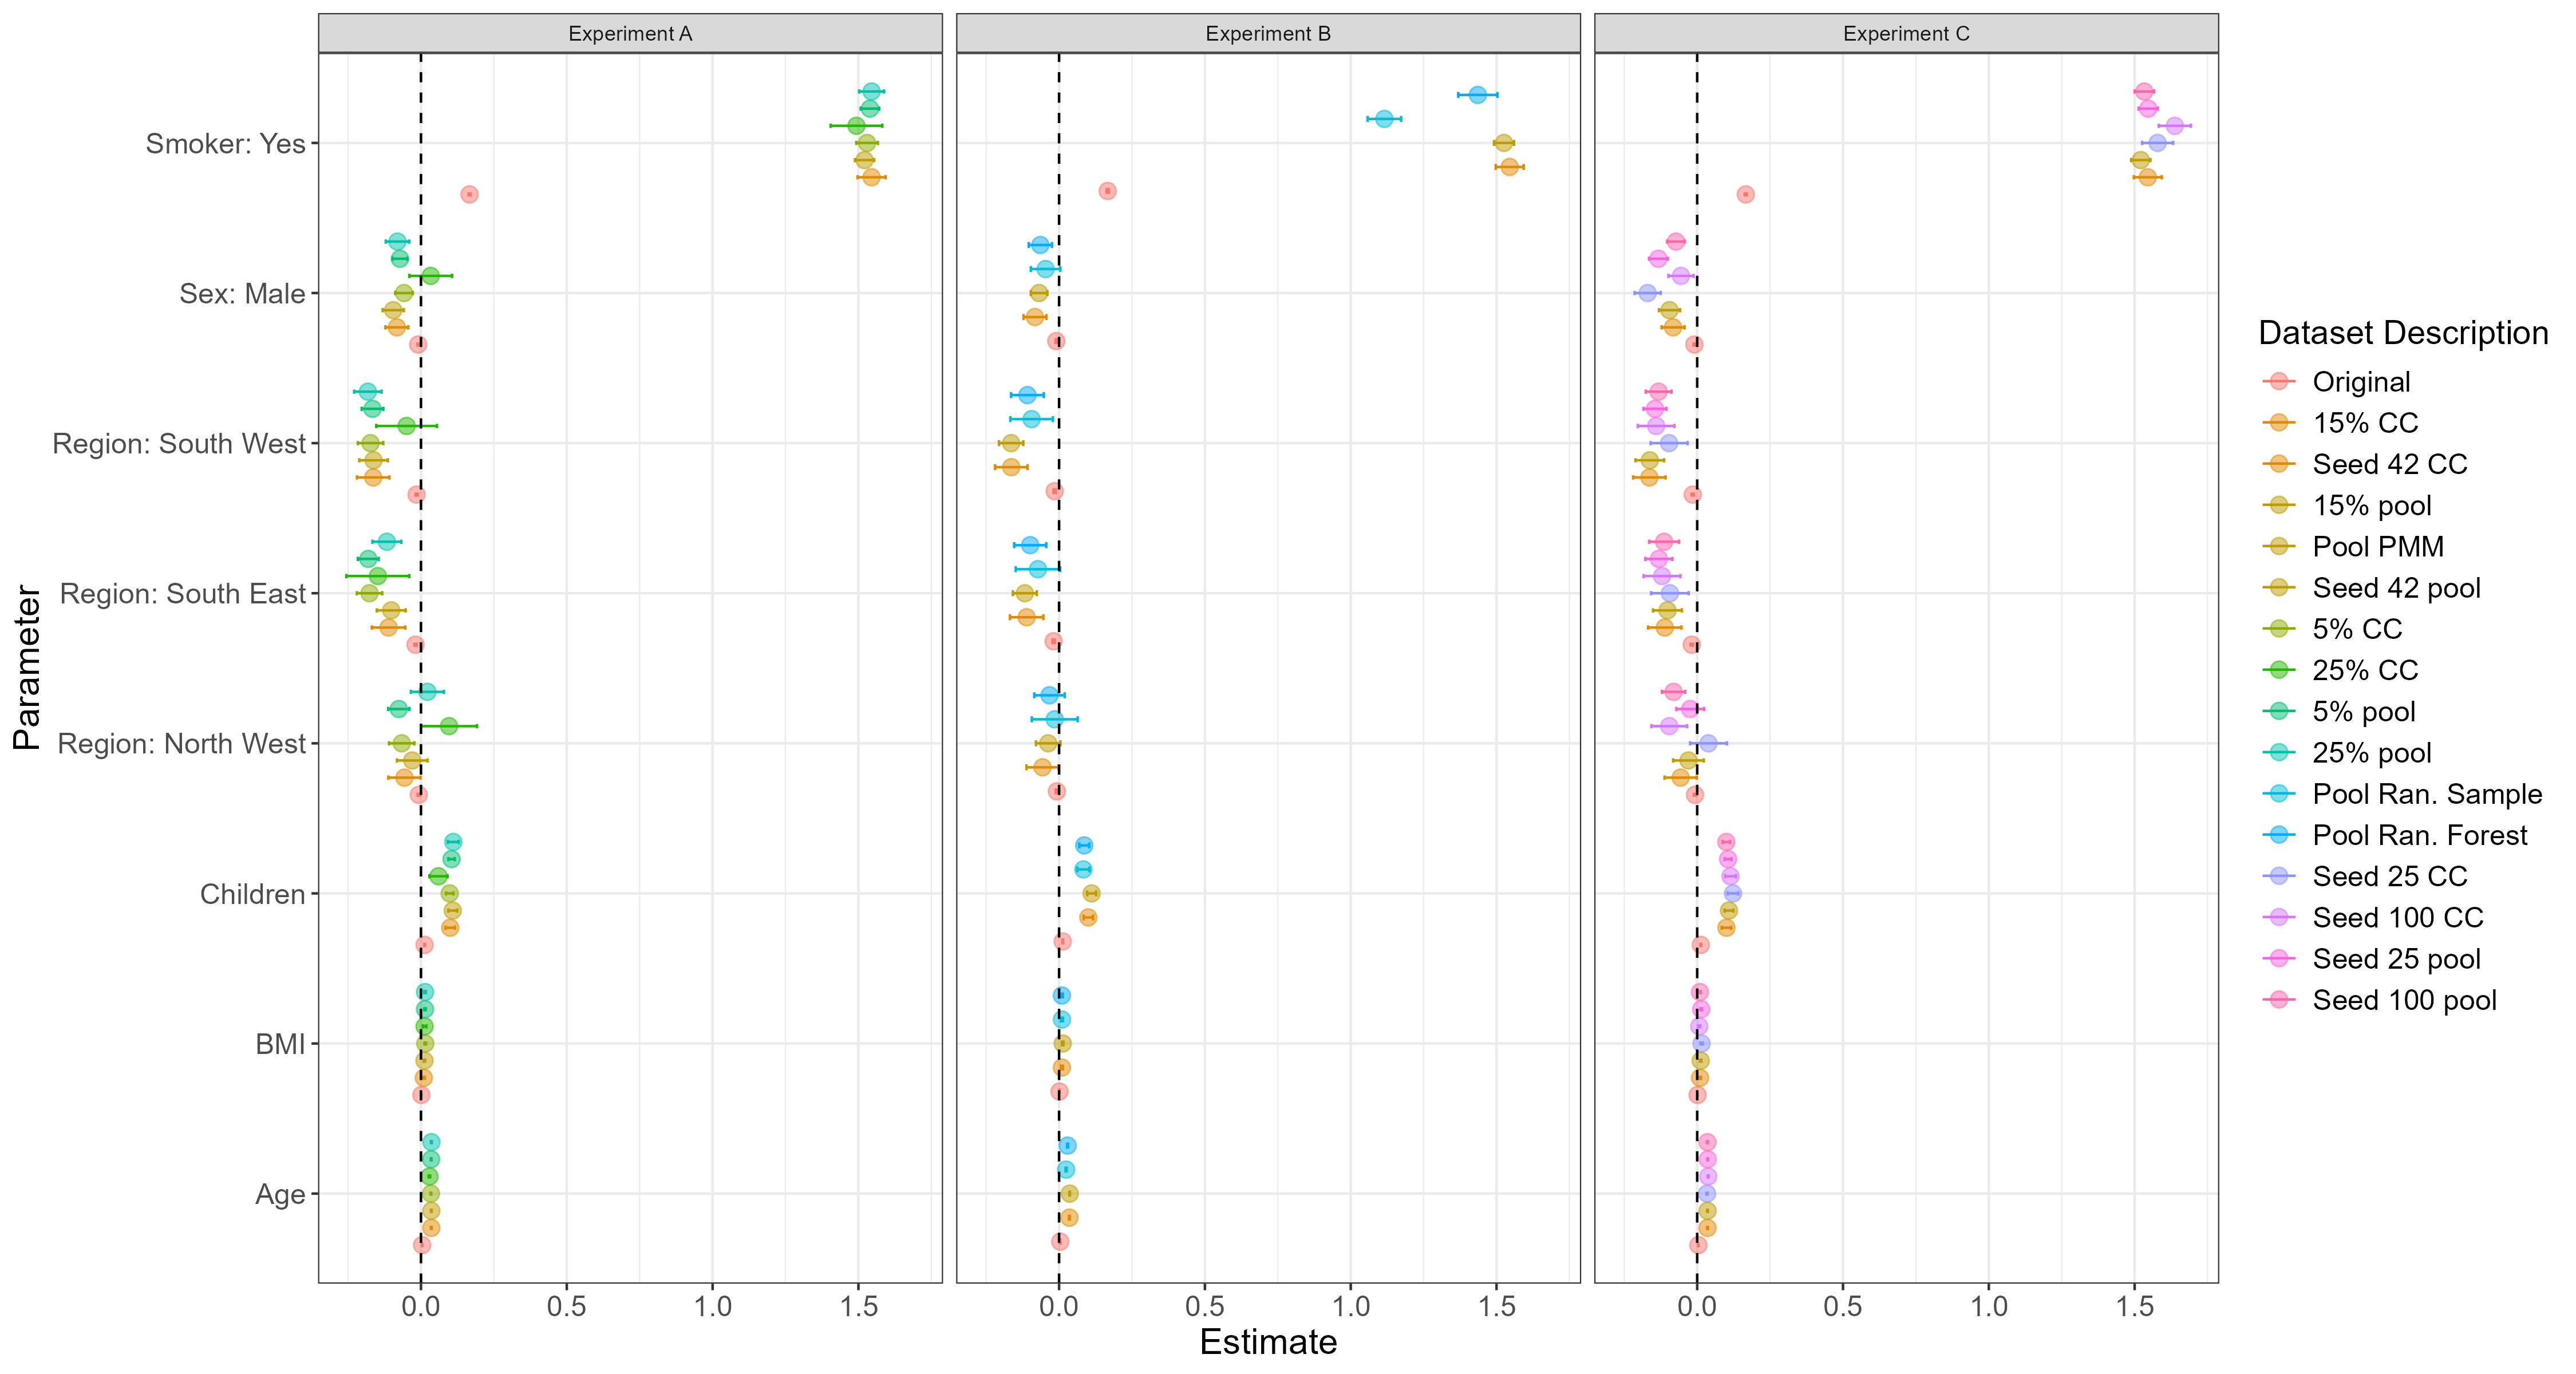 Experiment A
Experiment B
Experiment C
Parameter
Smoker: Yes
Sex: Male
Region: South West
Region: South East
Region: North West
Children
BMI
Age
0.0 0.5 1.0 1.5
0.0 0.5 1.0 1.5
0.0 0.5 1.0 1.5
Estimate
Dataset Description
Original
15% CC
Seed 42 CC
15% pool
Pool PMM
Seed 42 pool
5% CC
25% CC
5% pool
25% pool
Pool Ran. Sample
Pool Ran. Forest
Seed 25 CC
Seed 100 CC
Seed 25 pool
Seed 100 pool